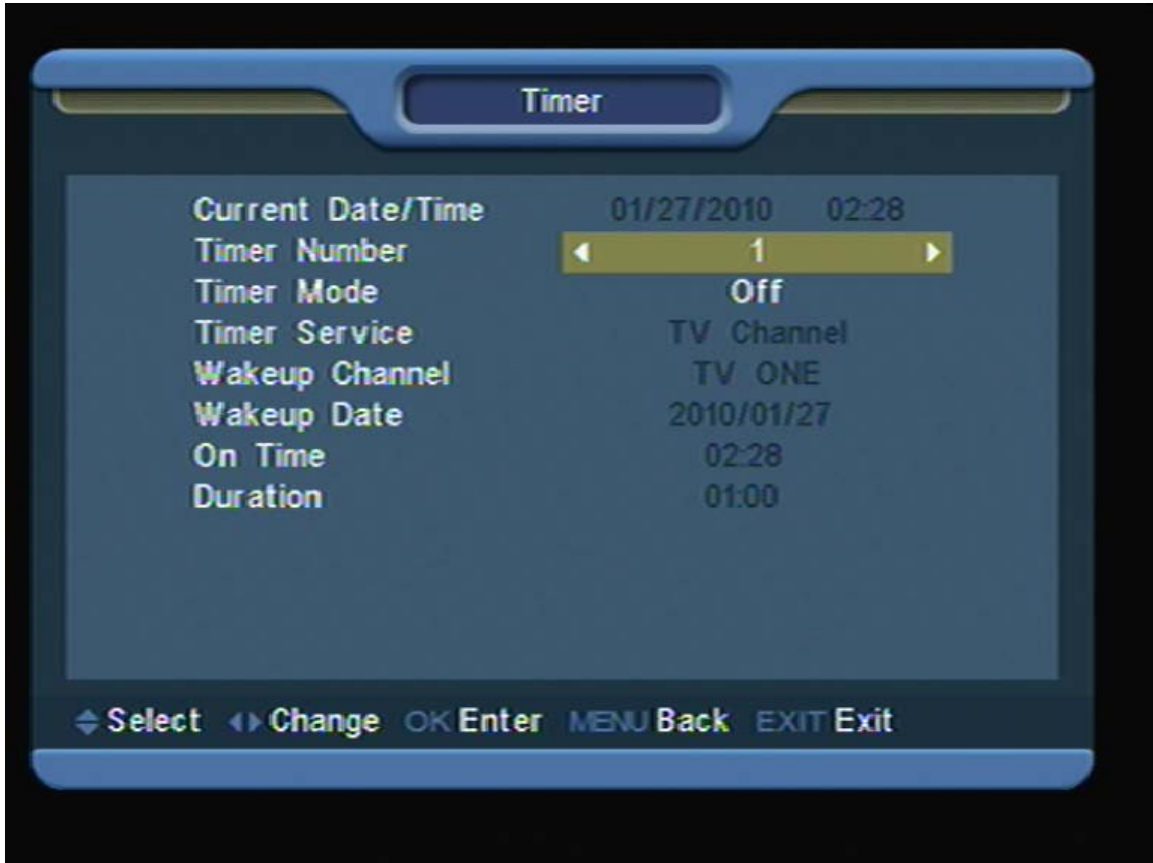 Timer
Current Date/Time 01/27/2010 02:28
Timer Number 1
Timer Mode Off
Timer Service TV Channel
Wakeup Channel TV ONE
Wakeup Date 2010/01/27
On Time 02:28
Duration 01:00
Select Change OK Enter MENU Back EXIT Exit